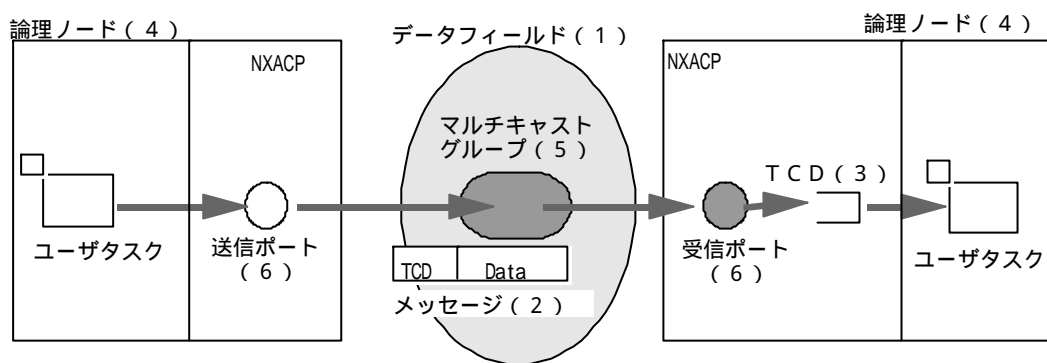 論理ノード(4)
データフィールド(1)
論理ノード(4)
NXACP
NXACP
マルチキャスト
グループ(5)
TCD(3)
ユーザタスク
送信ポート
(6)
TCD
Data
メッセージ(2)
受信ポート
(6)
ユーザタスク